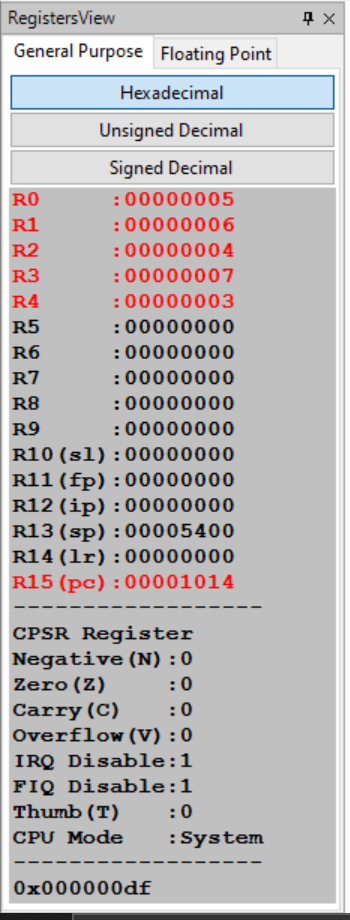 RegistersView
General Purpose Floating Point
Hexadecimal
Unsigned Decimal
Signed Decimal
R0 :00000005
R1 :00000006
R2 :00000004
R3 :00000007
R4 :00000003
R5 :00000000
R6 :00000000
R7 :00000000
R8 :00000000
R9 :00000000
R10(sl):00000000
R11(fp):00000000
R12(ip):00000000
R13(sp):00005400
R14(lr):00000000
R15(pc):00001014
-------------------
CPSR Register
Negative(N):0
Zero(Z) :0
Carry(C) :0
Overflow(V):0
IRQ Disable:1
FIQ Disable:1
Thumb(T) :0
CPU Mode :System
-------------------
0x000000df